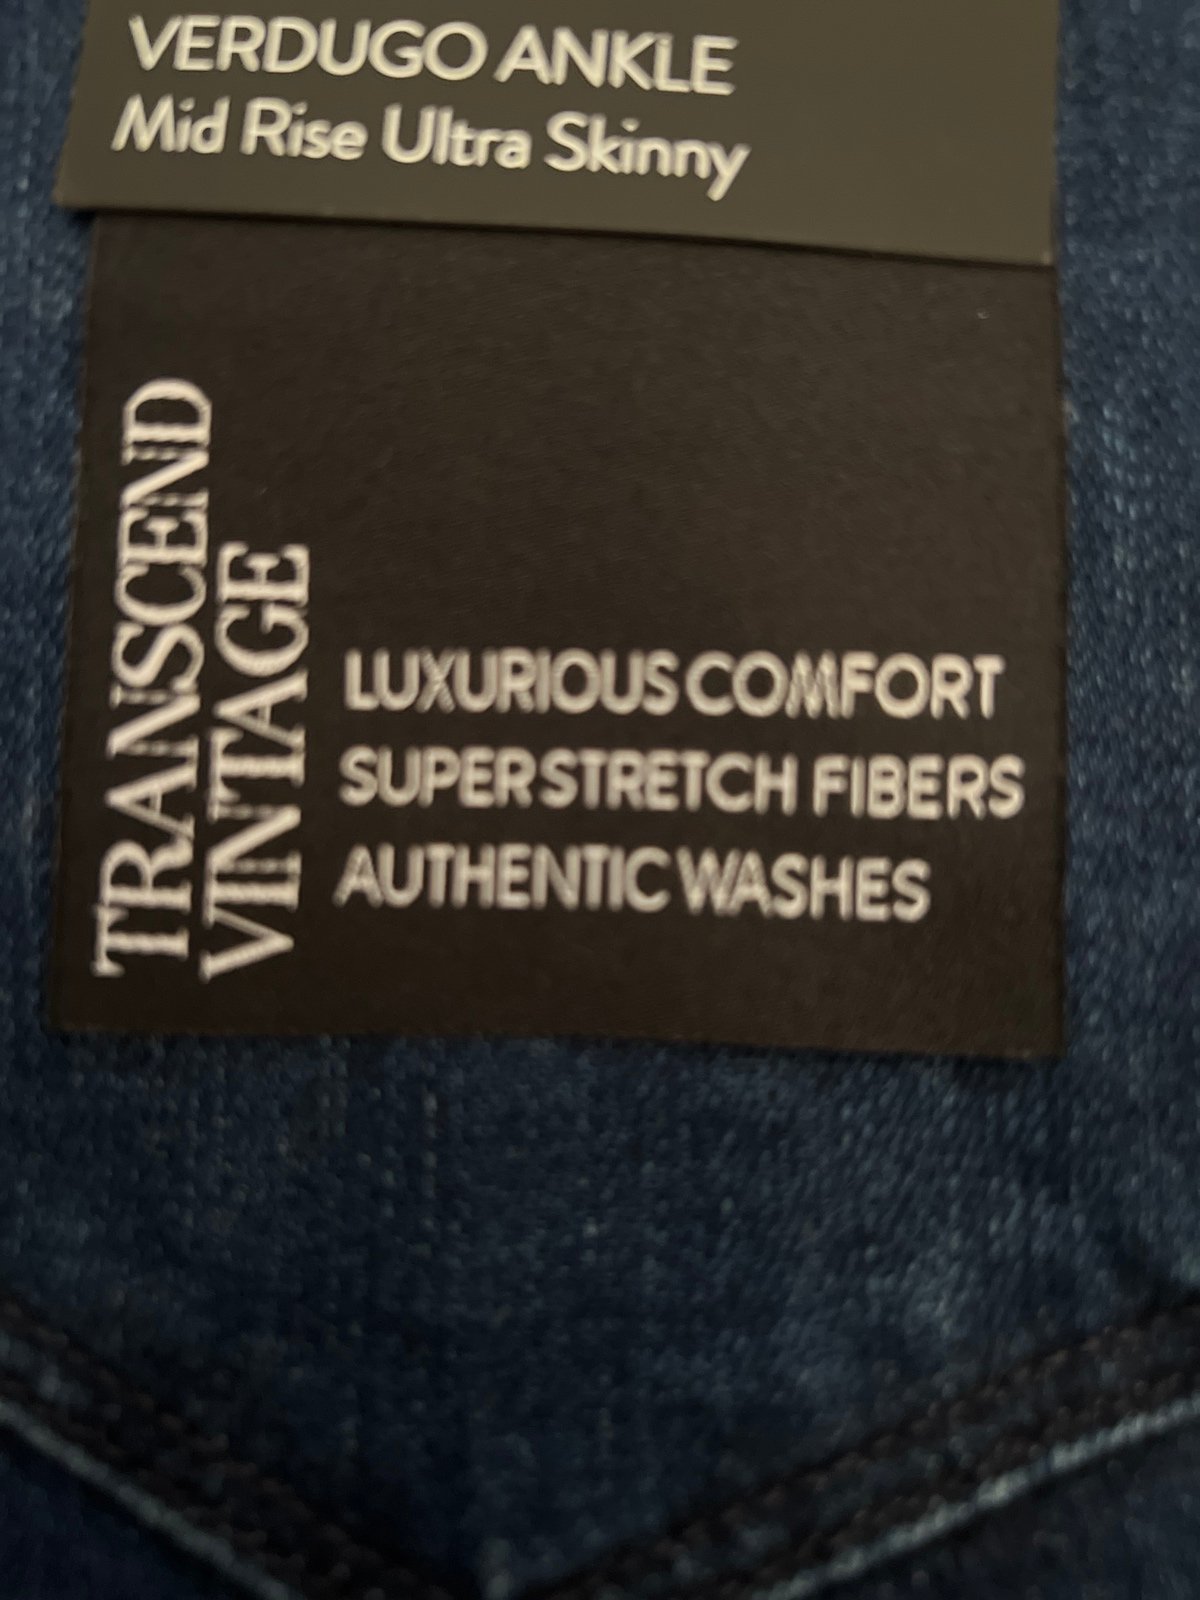 VERDUGO ANKLE
Mid Rise Ultra Skinny
TRANSCEND
VINTAGE
LUXURIOUS COMFORT
SUPER STRETCH FIBERS
AUTHENTIC WASHES